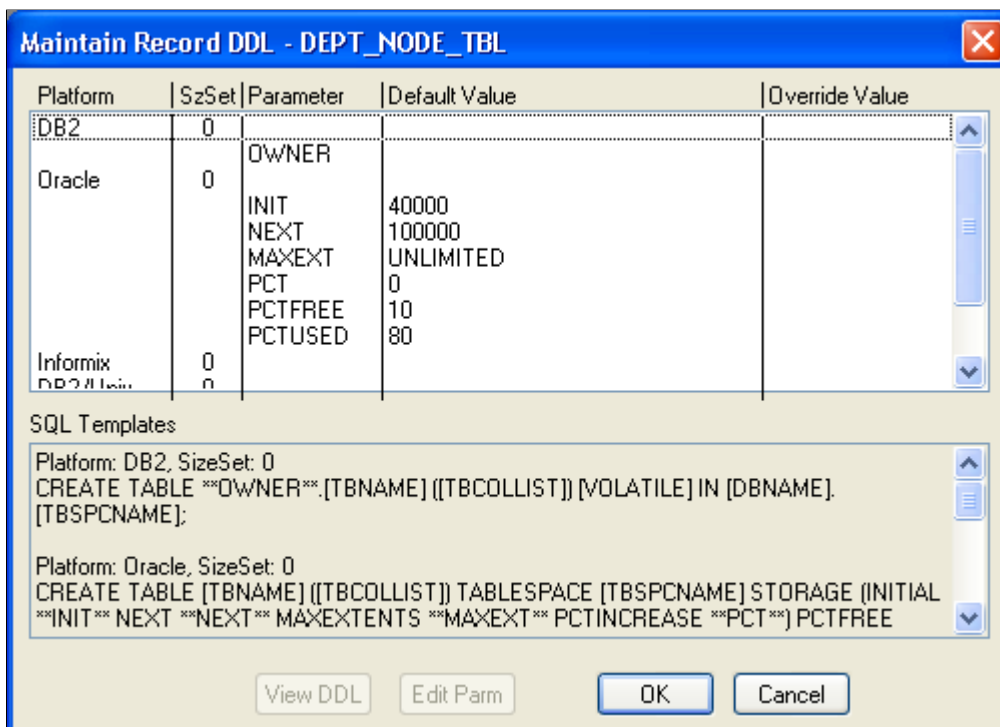 Maintain Record DDL - DEPT_NODE_TBL
Platform SzSet Parameter Default Value Override Value
DB2 0
OWNER
Oracle 0
INIT 40000
NEXT 100000
MAXEXT UNLIMITED
PCT 0
PCTFREE 10
PCTUSED 80
Informix 0
DB2/Univ 0
SQL Templates
Platform: DB2, SizeSet: 0
CREATE TABLE **OWNER**.[TBNAME] ([TBCOLLIST]) [VOLATILE] IN [DBNAME].
[TBSPCNAME];
Platform: Oracle, SizeSet: 0
CREATE TABLE [TBNAME] ([TBCOLLIST]) TABLESPACE [TBSPCNAME] STORAGE (INITIAL
**INIT** NEXT **NEXT** MAXEXTENTS **MAXEXT** PCTINCREASE **PCT**) PCTFREE
View DDL Edit Parm OK Cancel